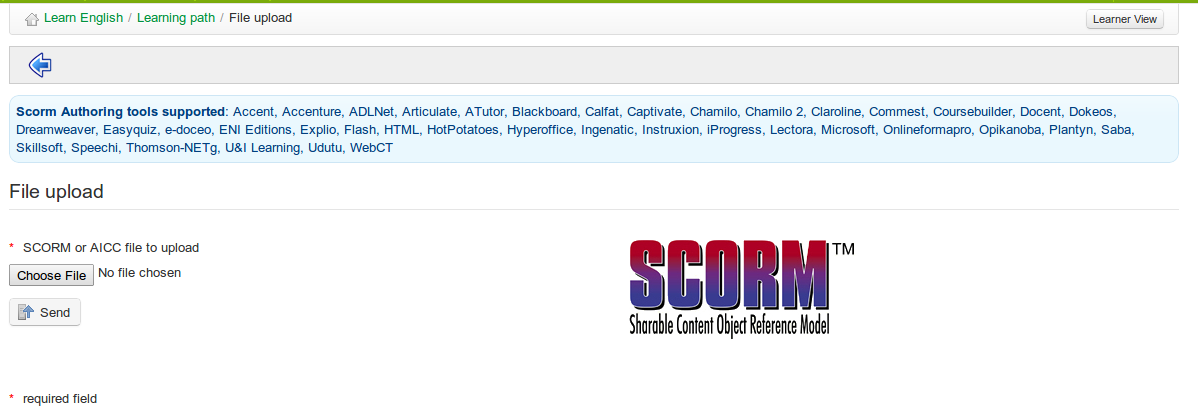 Learn English / Learning path / File upload
Learner View
Scorm Authoring tools supported: Accent, Accenture, ADLNet, Articulate, ATutor, Blackboard, Calfat, Captivate, Chamilo, Chamilo 2, Claroline, Commest, Coursebuilder, Docent, Dokeos,
Dreamweaver, Easyquiz, e-doceo, ENI Editions, Explio, Flash, HTML, HotPotatoes, Hyperoffice, Ingenatic, Instruxion, iProgress, Lectora, Microsoft, Onlineformapro, Opikanoba, Plantyn, Saba,
Skillsoft, Speechi, Thomson-NETg, U&I Learning, Udutu, WebCT
File upload
* SCORM or AICC file to upload
Choose File No file chosen
Send
SCORM TM
Sharable Content Object Reference Model
* required field